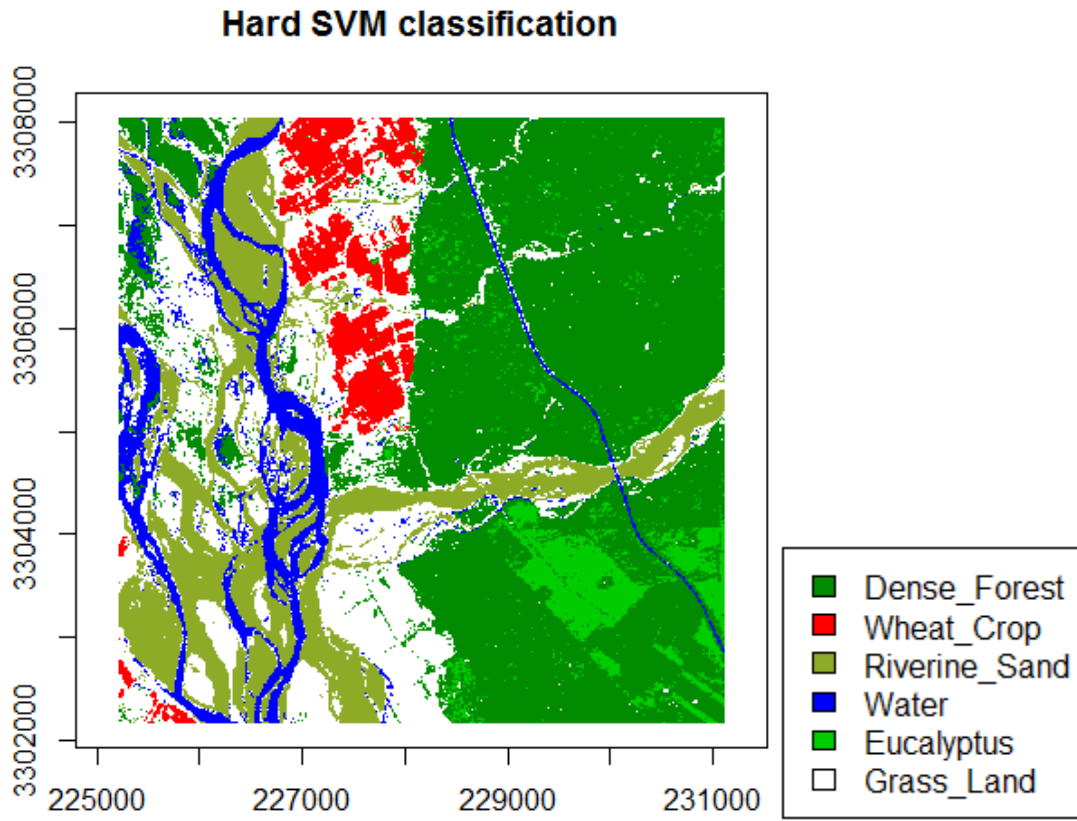 Hard SVM classification
3308000
3306000
3304000
3302000
225000
227000
229000
231000
Dense_Forest
Wheat_Crop
Riverine_Sand
Water
Eucalyptus
Grass_Land